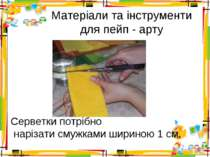 Матеріали та інструменти
для пейп - арту
Серветки потрібно
нарізати смужками шириною 1 см.